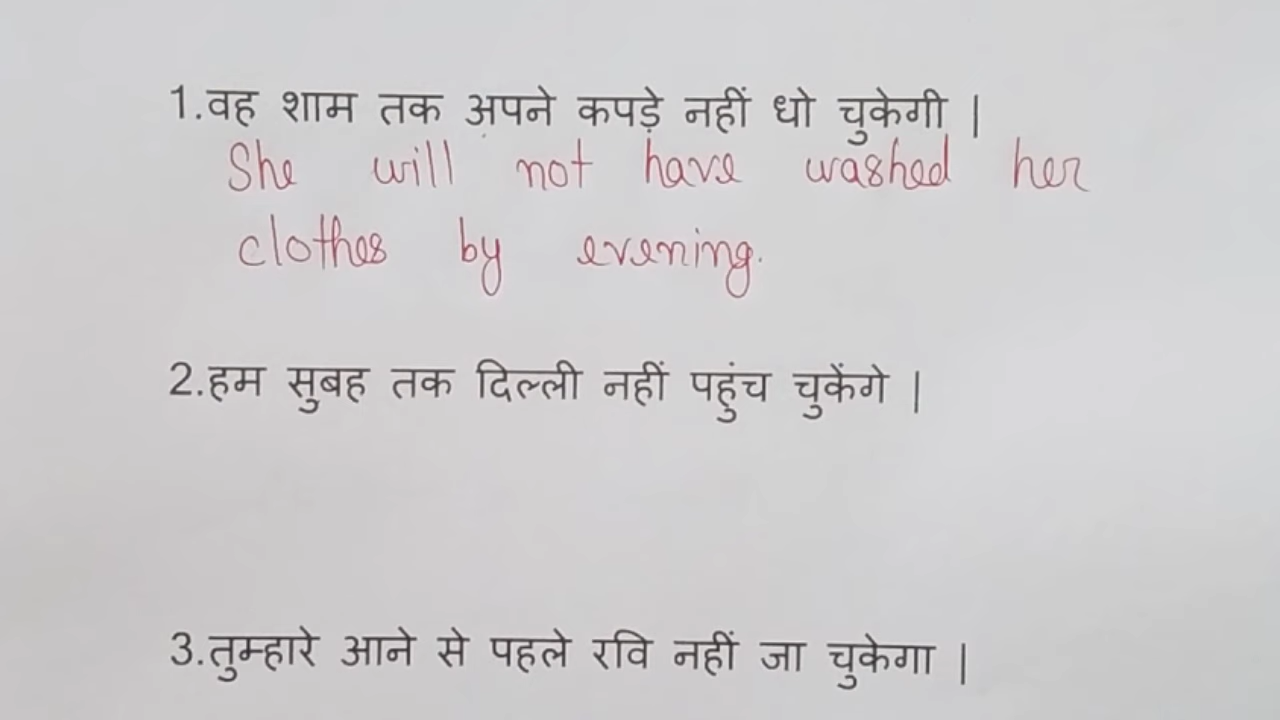 1.वह शाम तक अपने कपड़े नहीं धो चुकेगी |
She will not have washed her
clothes by evening.
2.हम सुबह तक दिल्ली नहीं पहुंच चुकेंगे |
3.तुम्हारे आने से पहले रवि नहीं जा चुकेगा |